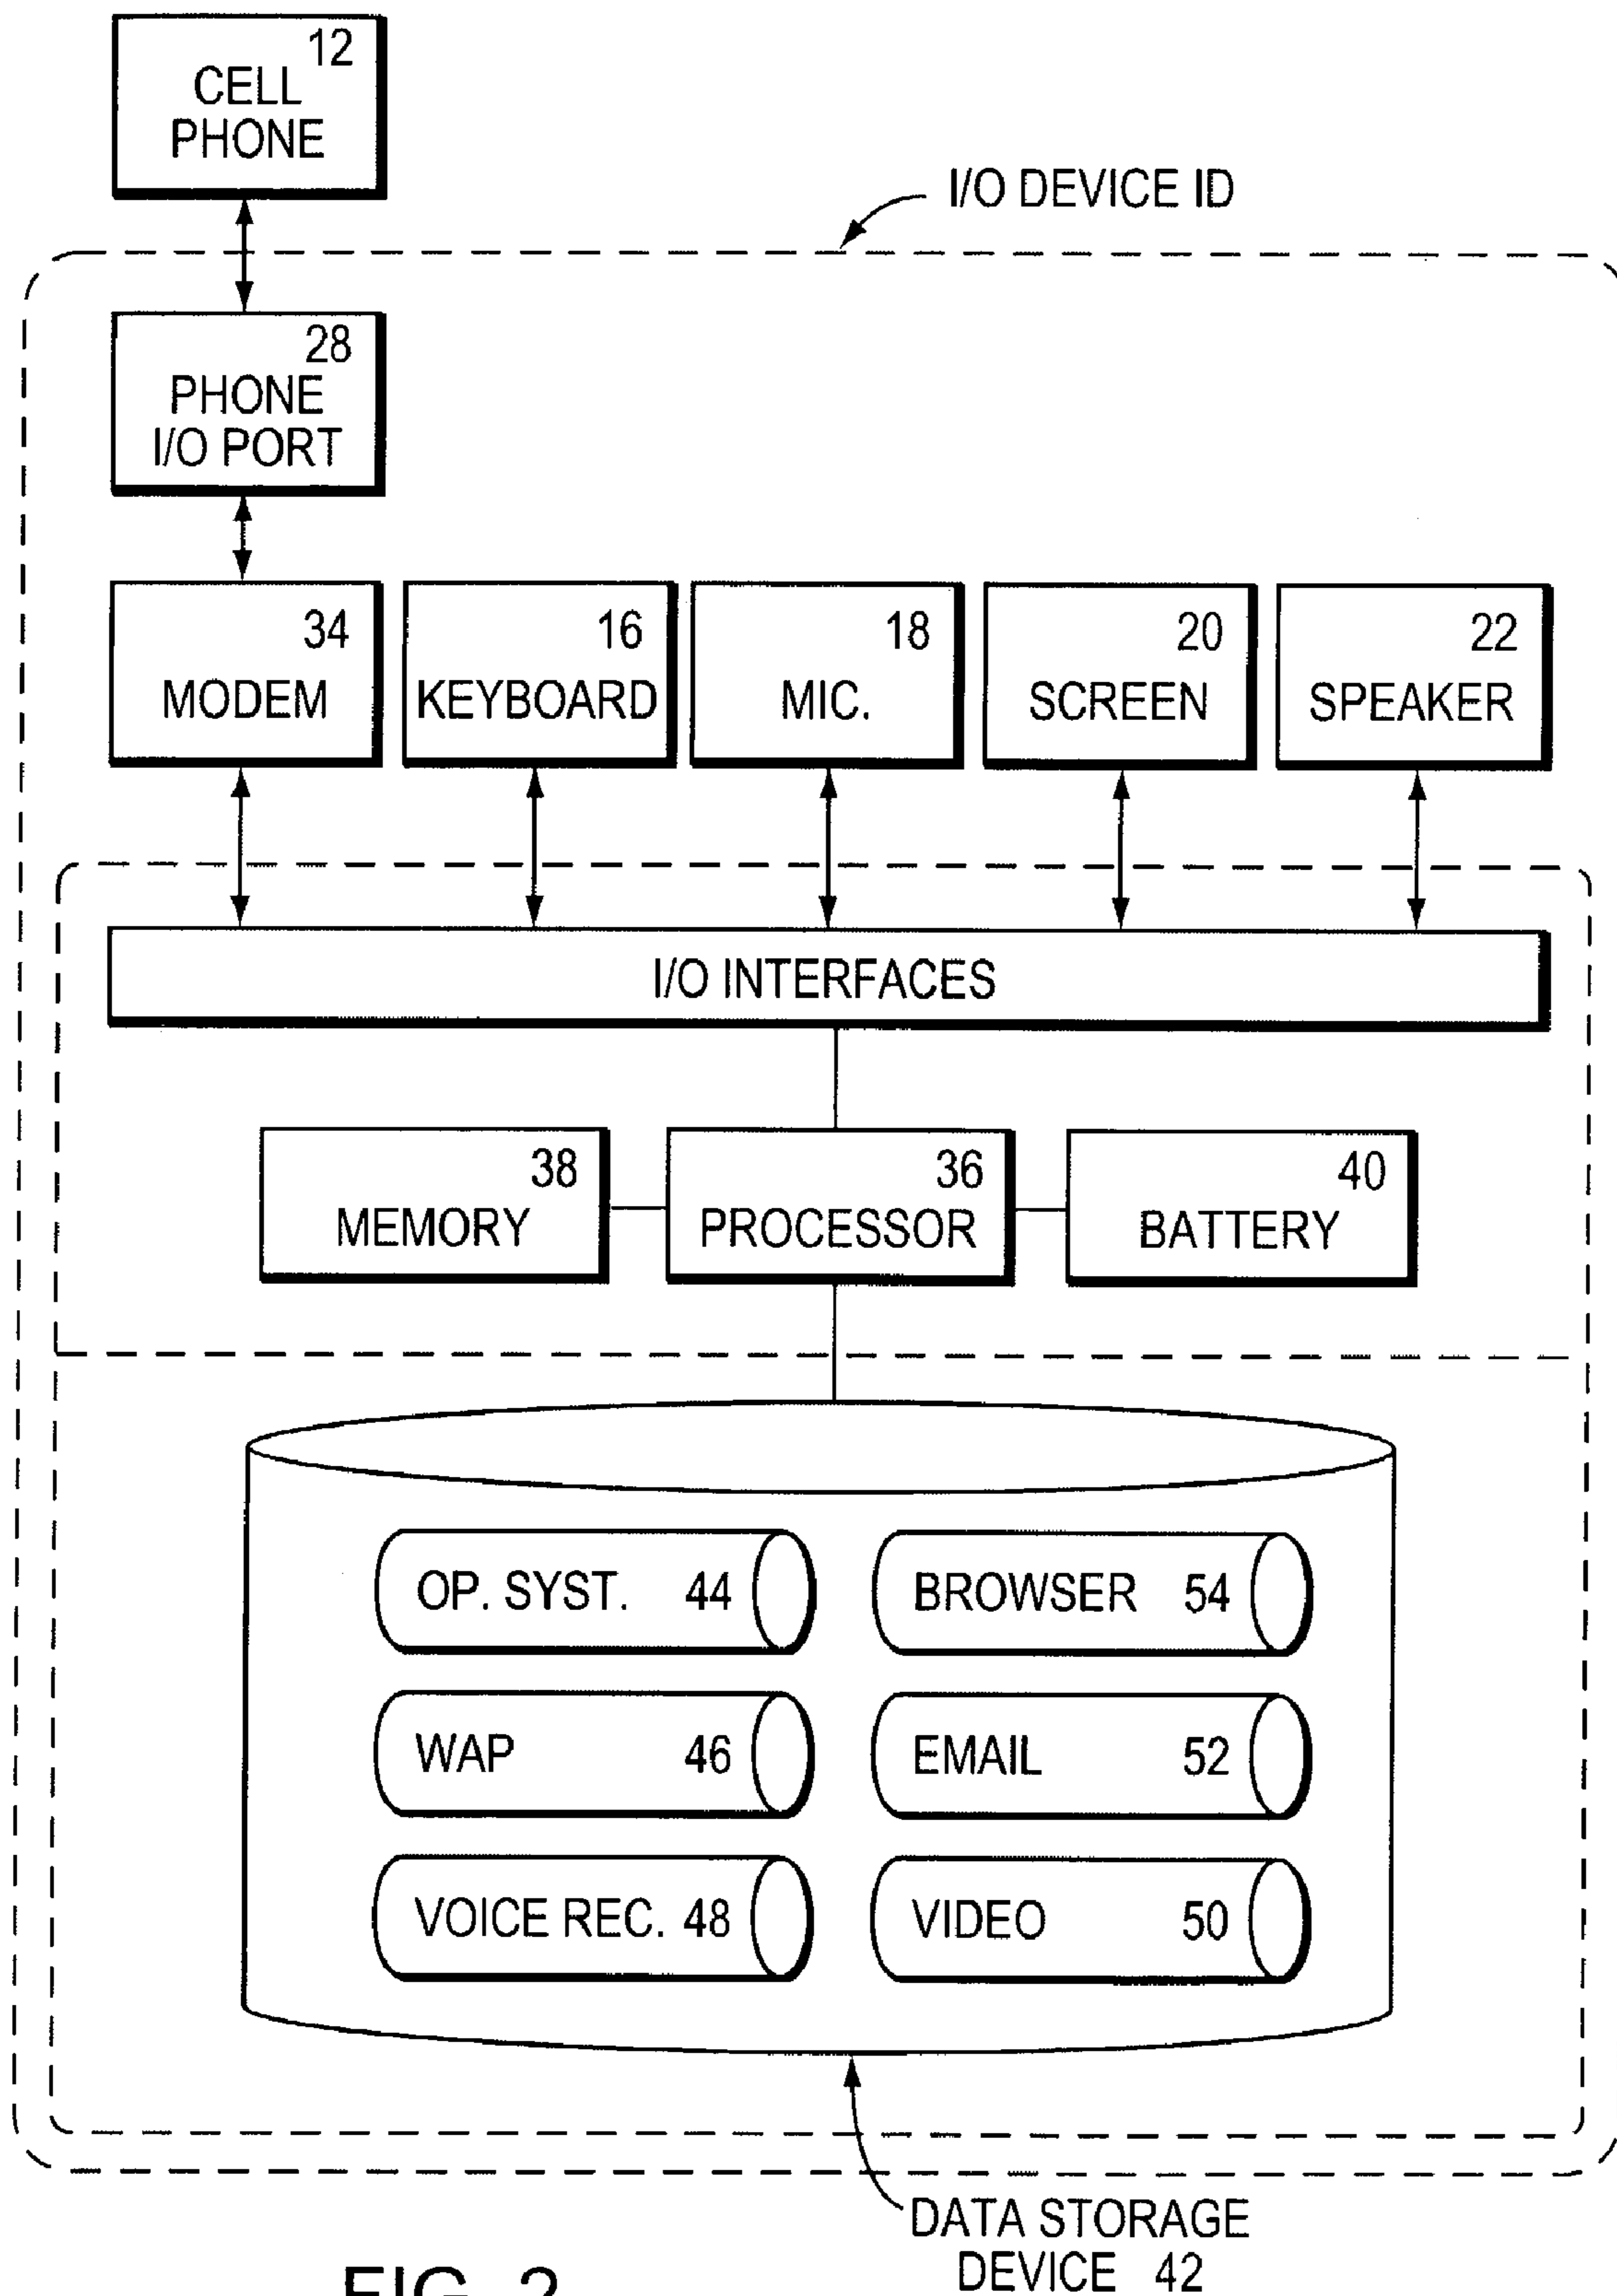 12
CELL
PHONE
I/O DEVICE ID
28
PHONE
I/O PORT
34
MODEM
16
KEYBOARD
18
MIC.
20
SCREEN
22
SPEAKER
I/O INTERFACES
38
MEMORY
36
PROCESSOR
40
BATTERY
OP. SYST. 44
BROWSER 54
WAP 46
EMAIL 52
VOICE REC. 48
VIDEO 50
DATA STORAGE
DEVICE 42
FIG. 2